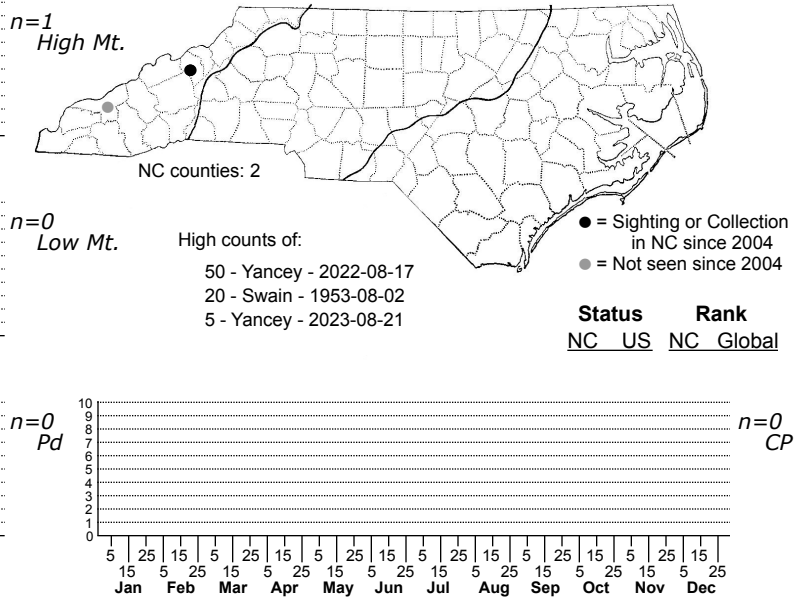 n=1
High Mt.
NC counties: 2
n=0
Low Mt.
High counts of:
50 - Yancey - 2022-08-17
20 - Swain - 1953-08-02
5 - Yancey - 2023-08-21
● = Sighting or Collection
in NC since 2004
● = Not seen since 2004
Status Rank
NC US NC Global
n=0
Pd
n=0
CP
10
9
8
7
6
5
4
3
2
1
0
5 25 15 5 25 15 5 25 15 5 25 15 5 25 15 5 25 15
15 5 25 15 5 25 15 5 25 15 5 25 15 5 25 15 5 25
Jan Feb Mar Apr May Jun Jul Aug Sep Oct Nov Dec